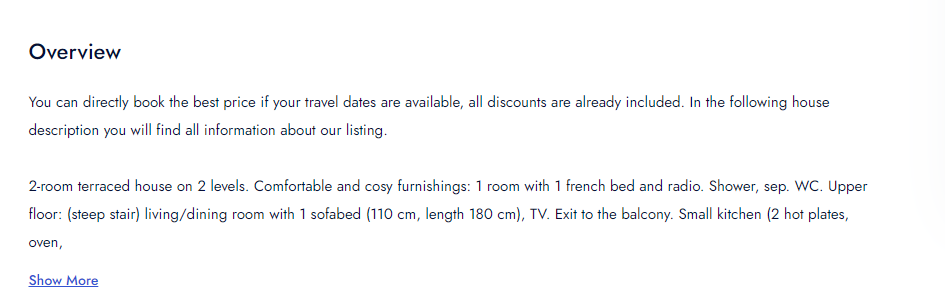 Overview
You can directly book the best price if your travel dates are available, all discounts are already included. In the following house
description you will find all information about our listing.
2-room terraced house on 2 levels. Comfortable and cosy furnishings: 1 room with 1 french bed and radio. Shower, sep. WC. Upper
floor: (steep stair) living/dining room with 1 sofabed (110 cm, length 180 cm), TV. Exit to the balcony. Small kitchen (2 hot plates,
oven,
Show More